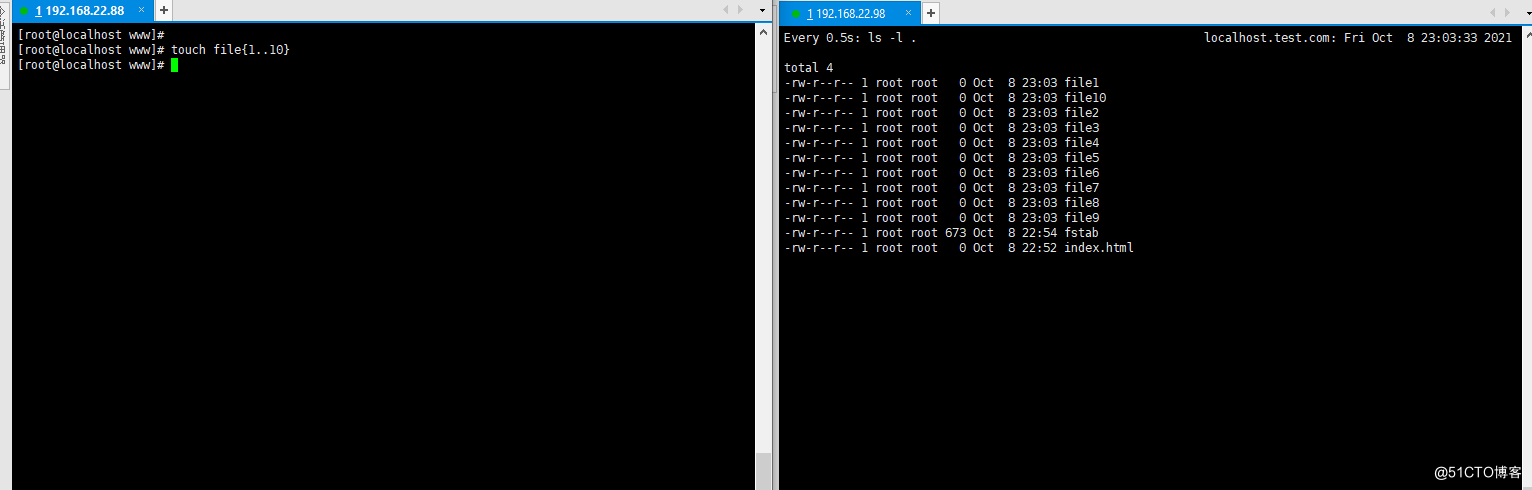 1 192.168.22.88
[root@localhost www]#
[root@localhost www]# touch file{1..10}
[root@localhost www]#
1 192.168.22.98
Every 0.5s: ls -l . localhost.test.com: Fri Oct  8 23:03:33 2021
total 4
-rw-r--r-- 1 root root   0 Oct  8 23:03 file1
-rw-r--r-- 1 root root   0 Oct  8 23:03 file10
-rw-r--r-- 1 root root   0 Oct  8 23:03 file2
-rw-r--r-- 1 root root   0 Oct  8 23:03 file3
-rw-r--r-- 1 root root   0 Oct  8 23:03 file4
-rw-r--r-- 1 root root   0 Oct  8 23:03 file5
-rw-r--r-- 1 root root   0 Oct  8 23:03 file6
-rw-r--r-- 1 root root   0 Oct  8 23:03 file7
-rw-r--r-- 1 root root   0 Oct  8 23:03 file8
-rw-r--r-- 1 root root   0 Oct  8 23:03 file9
-rw-r--r-- 1 root root 673 Oct  8 22:54 fstab
-rw-r--r-- 1 root root   0 Oct  8 22:52 index.html
@51CTO博客